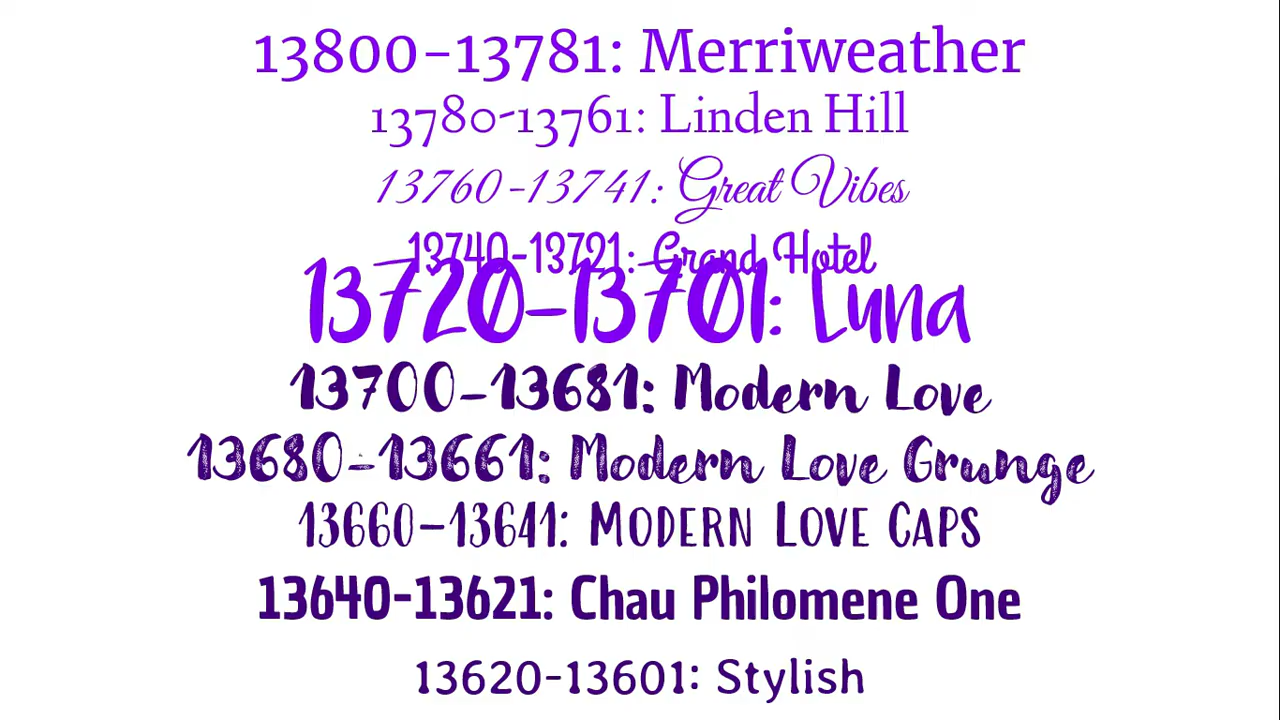 13800-13781: Merriweather
13780-13761: Linden Hill
13760-13741: Great Vibes
13740-13721: Grand Hotel
13720-13701: Luna
13700-13681: Modern Love
13680-13661: Modern Love Grunge
13660-13641: Modern Love Caps
13640-13621: Chau Philomene One
13620-13601: Stylish